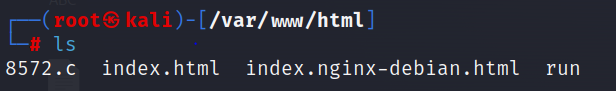 ┌──(root㉿kali)-[/var/www/html]
└─# ls
8572.c  index.html  index.nginx-debian.html  run